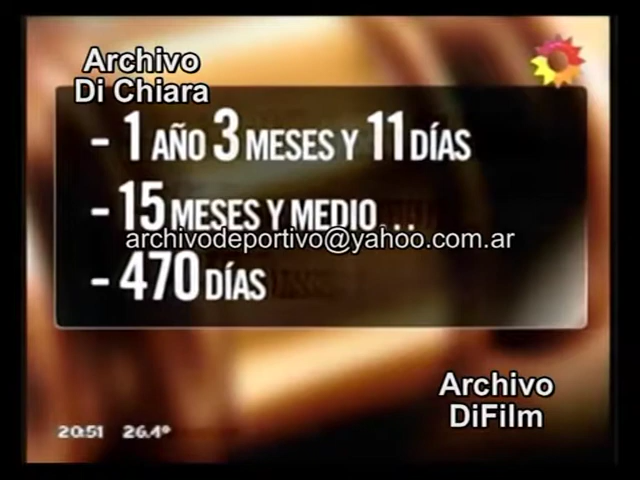 Archivo
Di Chiara
- 1 AÑO 3 MESES Y 11 DÍAS
- 15 MESES Y MEDIO...
archivodeportivo@yahoo.com.ar
- 470 DÍAS
Archivo
DiFilm
20:51 26.4°